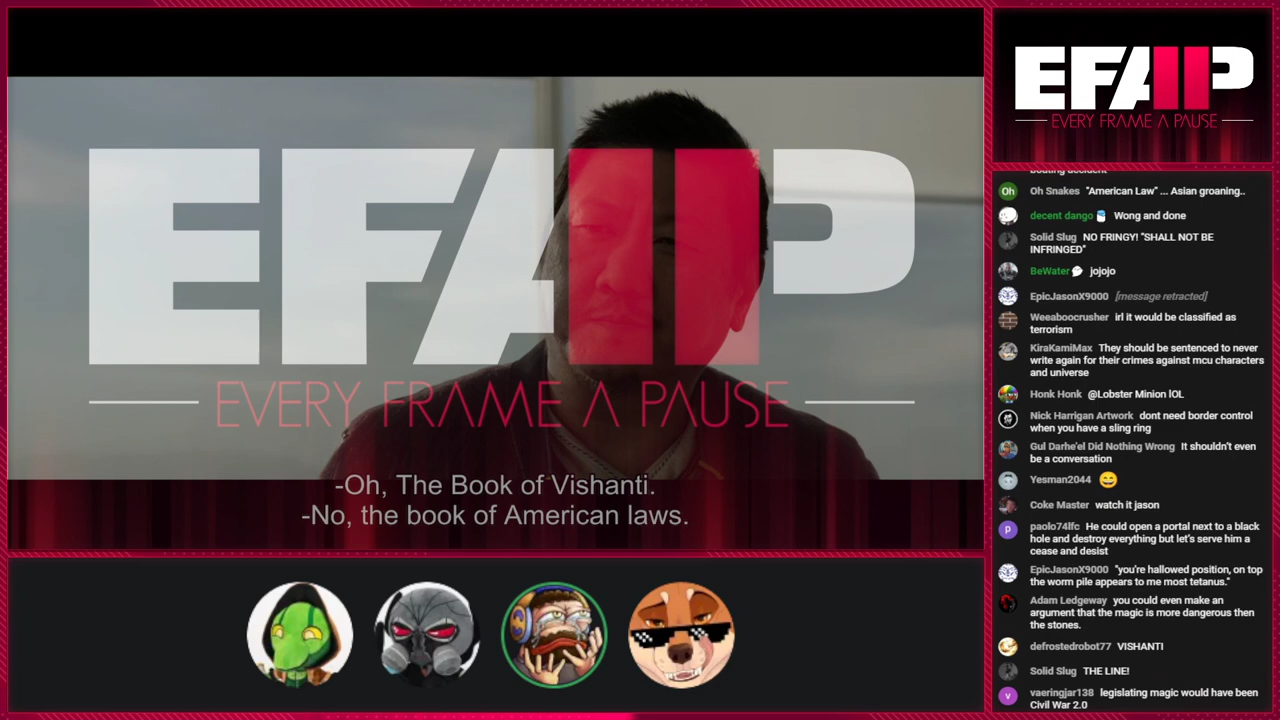 EFAP
EVERY FRAME A PAUSE
-Oh, The Book of Vishanti.
-No, the book of American laws.
EFAP
EVERY FRAME A PAUSE
boating accident
Oh
Oh Snakes "American Law" ... Asian groaning..
decent dango Wong and done
Solid Slug NO FRINGY! "SHALL NOT BE
INFRINGED"
BeWater jojojo
EpicJasonX9000 [message retracted]
Weeaboocrusher irl it would be classified as
terrorism
KiraKamiMax They should be sentenced to never
write again for their crimes against mcu characters
and universe
Honk Honk @Lobster Minion lOL
Nick Harrigan Artwork dont need border control
when you have a sling ring
Gul Darhe'el Did Nothing Wrong It shouldn't even
be a conversation
Yesman2044
Coke Master watch it jason
P
paolo74lfc He could open a portal next to a black
hole and destroy everything but let's serve him a
cease and desist
EpicJasonX9000 "you're hallowed position, on top
the worm pile appears to me most tetanus."
Adam Ledgeway you could even make an
argument that the magic is more dangerous then
the stones.
defrostedrobot77 VISHANTI
Solid Slug THE LINE!
v
vaeringjar138 legislating magic would have been
Civil War 2.0